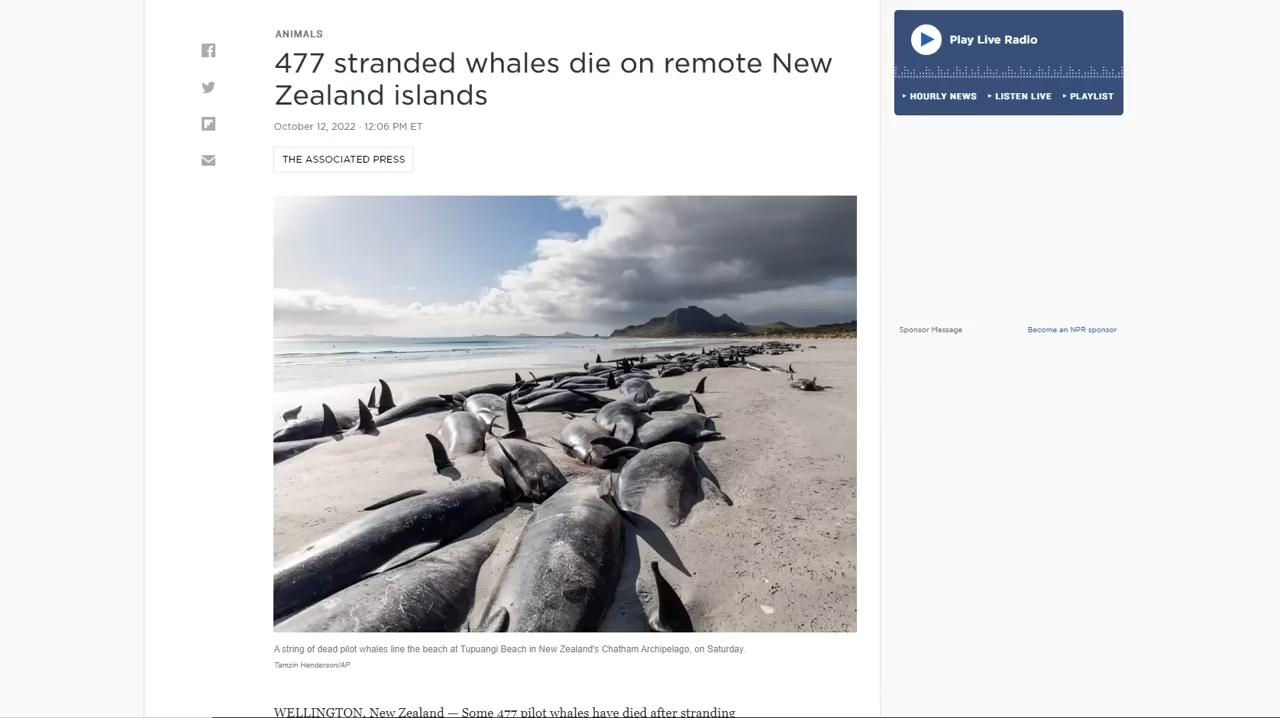 ANIMALS
477 stranded whales die on remote New
Zealand islands
October 12, 2022 · 12:06 PM ET
THE ASSOCIATED PRESS
A string of dead pilot whales line the beach at Tupuangi Beach in New Zealand's Chatham Archipelago, on Saturday.
Tamzin Henderson/AP
WELLINGTON, New Zealand — Some 477 pilot whales have died after stranding
Play Live Radio
HOURLY NEWS
LISTEN LIVE
PLAYLIST
Sponsor Message
Become an NPR sponsor